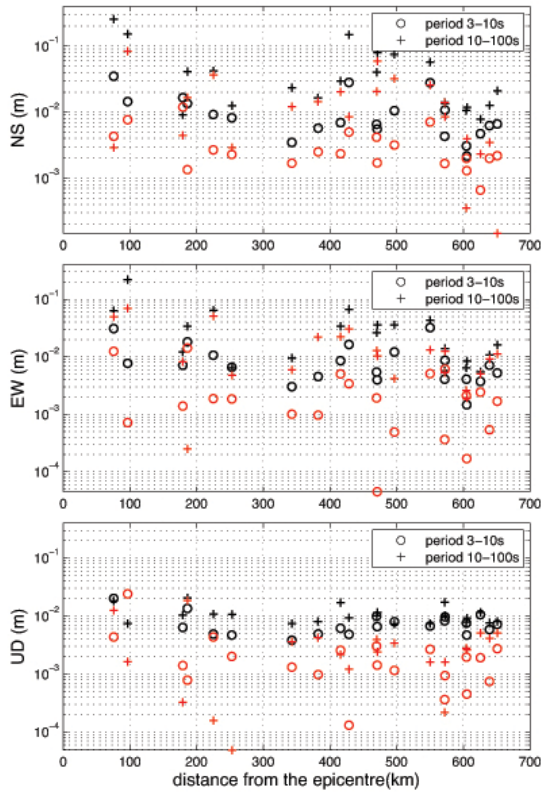 NS (m)
10⁻¹
10⁻²
10⁻³
period 3−10s
period 10−100s
0 100 200 300 400 500 600 700
EW (m)
10⁻¹
10⁻²
10⁻³
10⁻⁴
period 3−10s
period 10−100s
0 100 200 300 400 500 600 700
UD (m)
10⁻¹
10⁻²
10⁻³
10⁻⁴
period 3−10s
period 10−100s
0 100 200 300 400 500 600 700
distance from the epicentre(km)